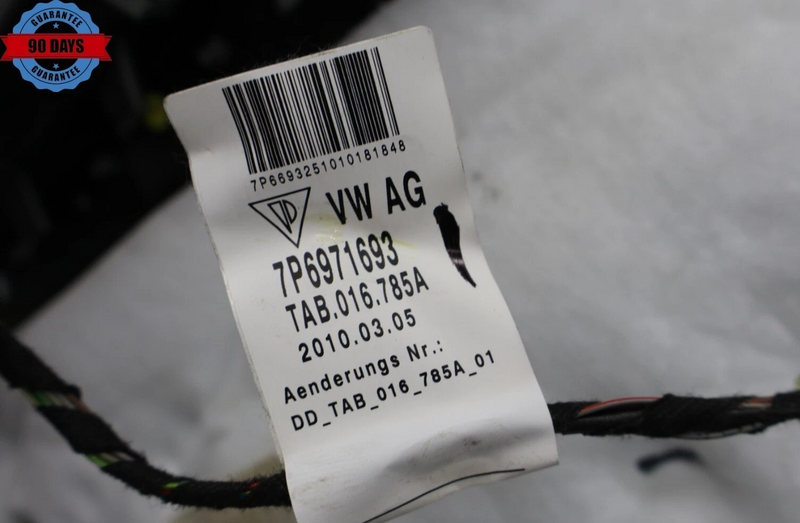 GUARANTEE
90 DAYS
GUARANTEE
7P6693251010181848
VW AG
7P6971693
TAB.016.785A
2010.03.05
Aenderungs Nr.:
DD_TAB_016_785A_01